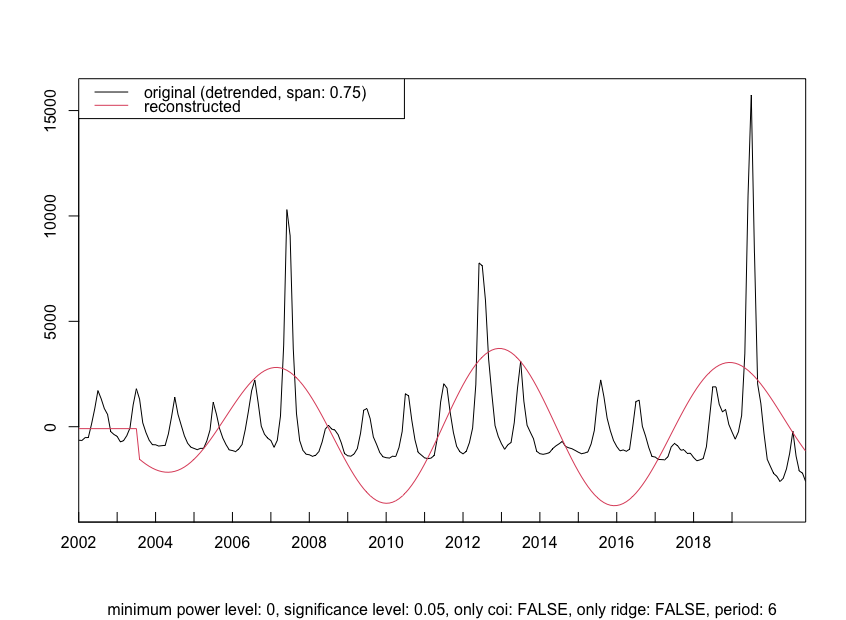 original (detrended, span: 0.75)
reconstructed
15000
10000
5000
0
2002 2004 2006 2008 2010 2012 2014 2016 2018
minimum power level: 0, significance level: 0.05, only coi: FALSE, only ridge: FALSE, period: 6